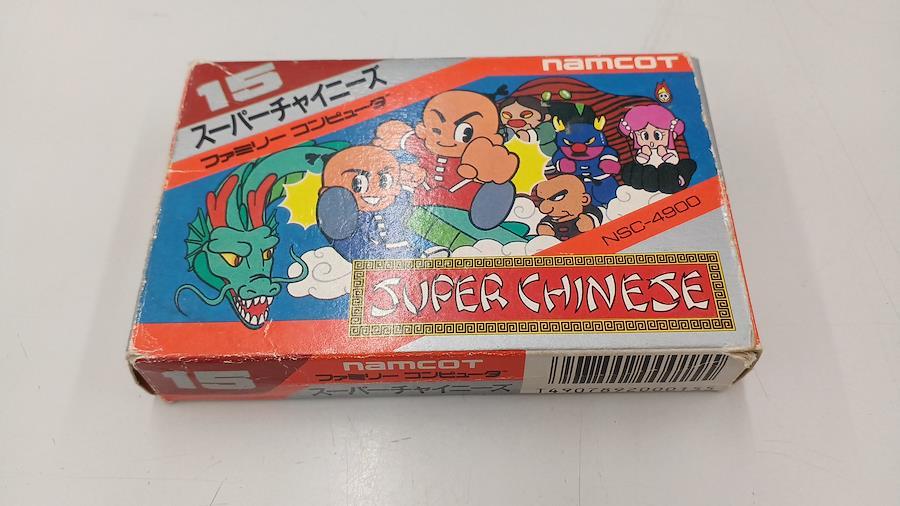 15
namcot
スーパーチャイニーズ
ファミリー コンピュータ
NSC-4900
SUPER CHINESE
15
namcot
ファミリー コンピュータ
スーパーチャイニーズ